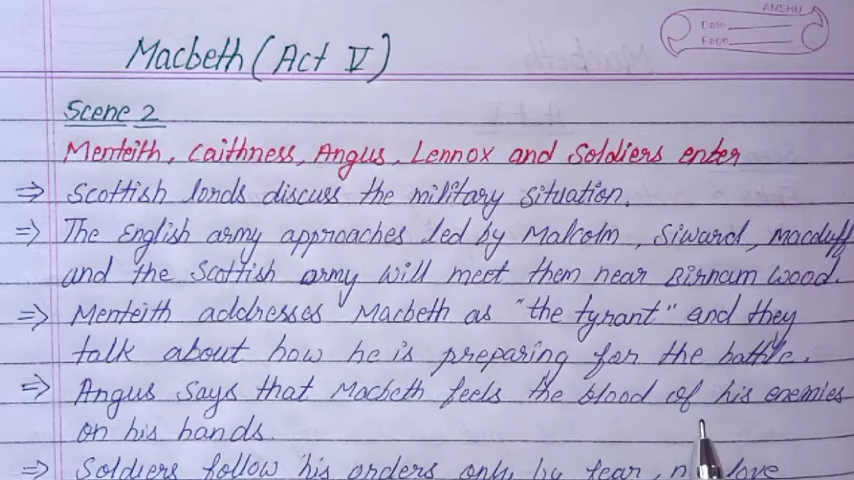 ANSHU
Date
Page
Macbeth (Act V)
Scene 2
Menteith, Caithness, Angus, Lennox and Soldiers enter
⇒ Scottish lords discuss the military situation.
⇒ The English army approaches led by Malcolm, Siward, Macduff
and the Scottish army will meet them near Birnam Wood.
⇒ Menteith addresses Macbeth as "the tyrant" and they
talk about how he is preparing for the battle.
⇒ Angus says that Macbeth feels the blood of his enemies
on his hands.
⇒ Soldiers follow his orders only by fear, love